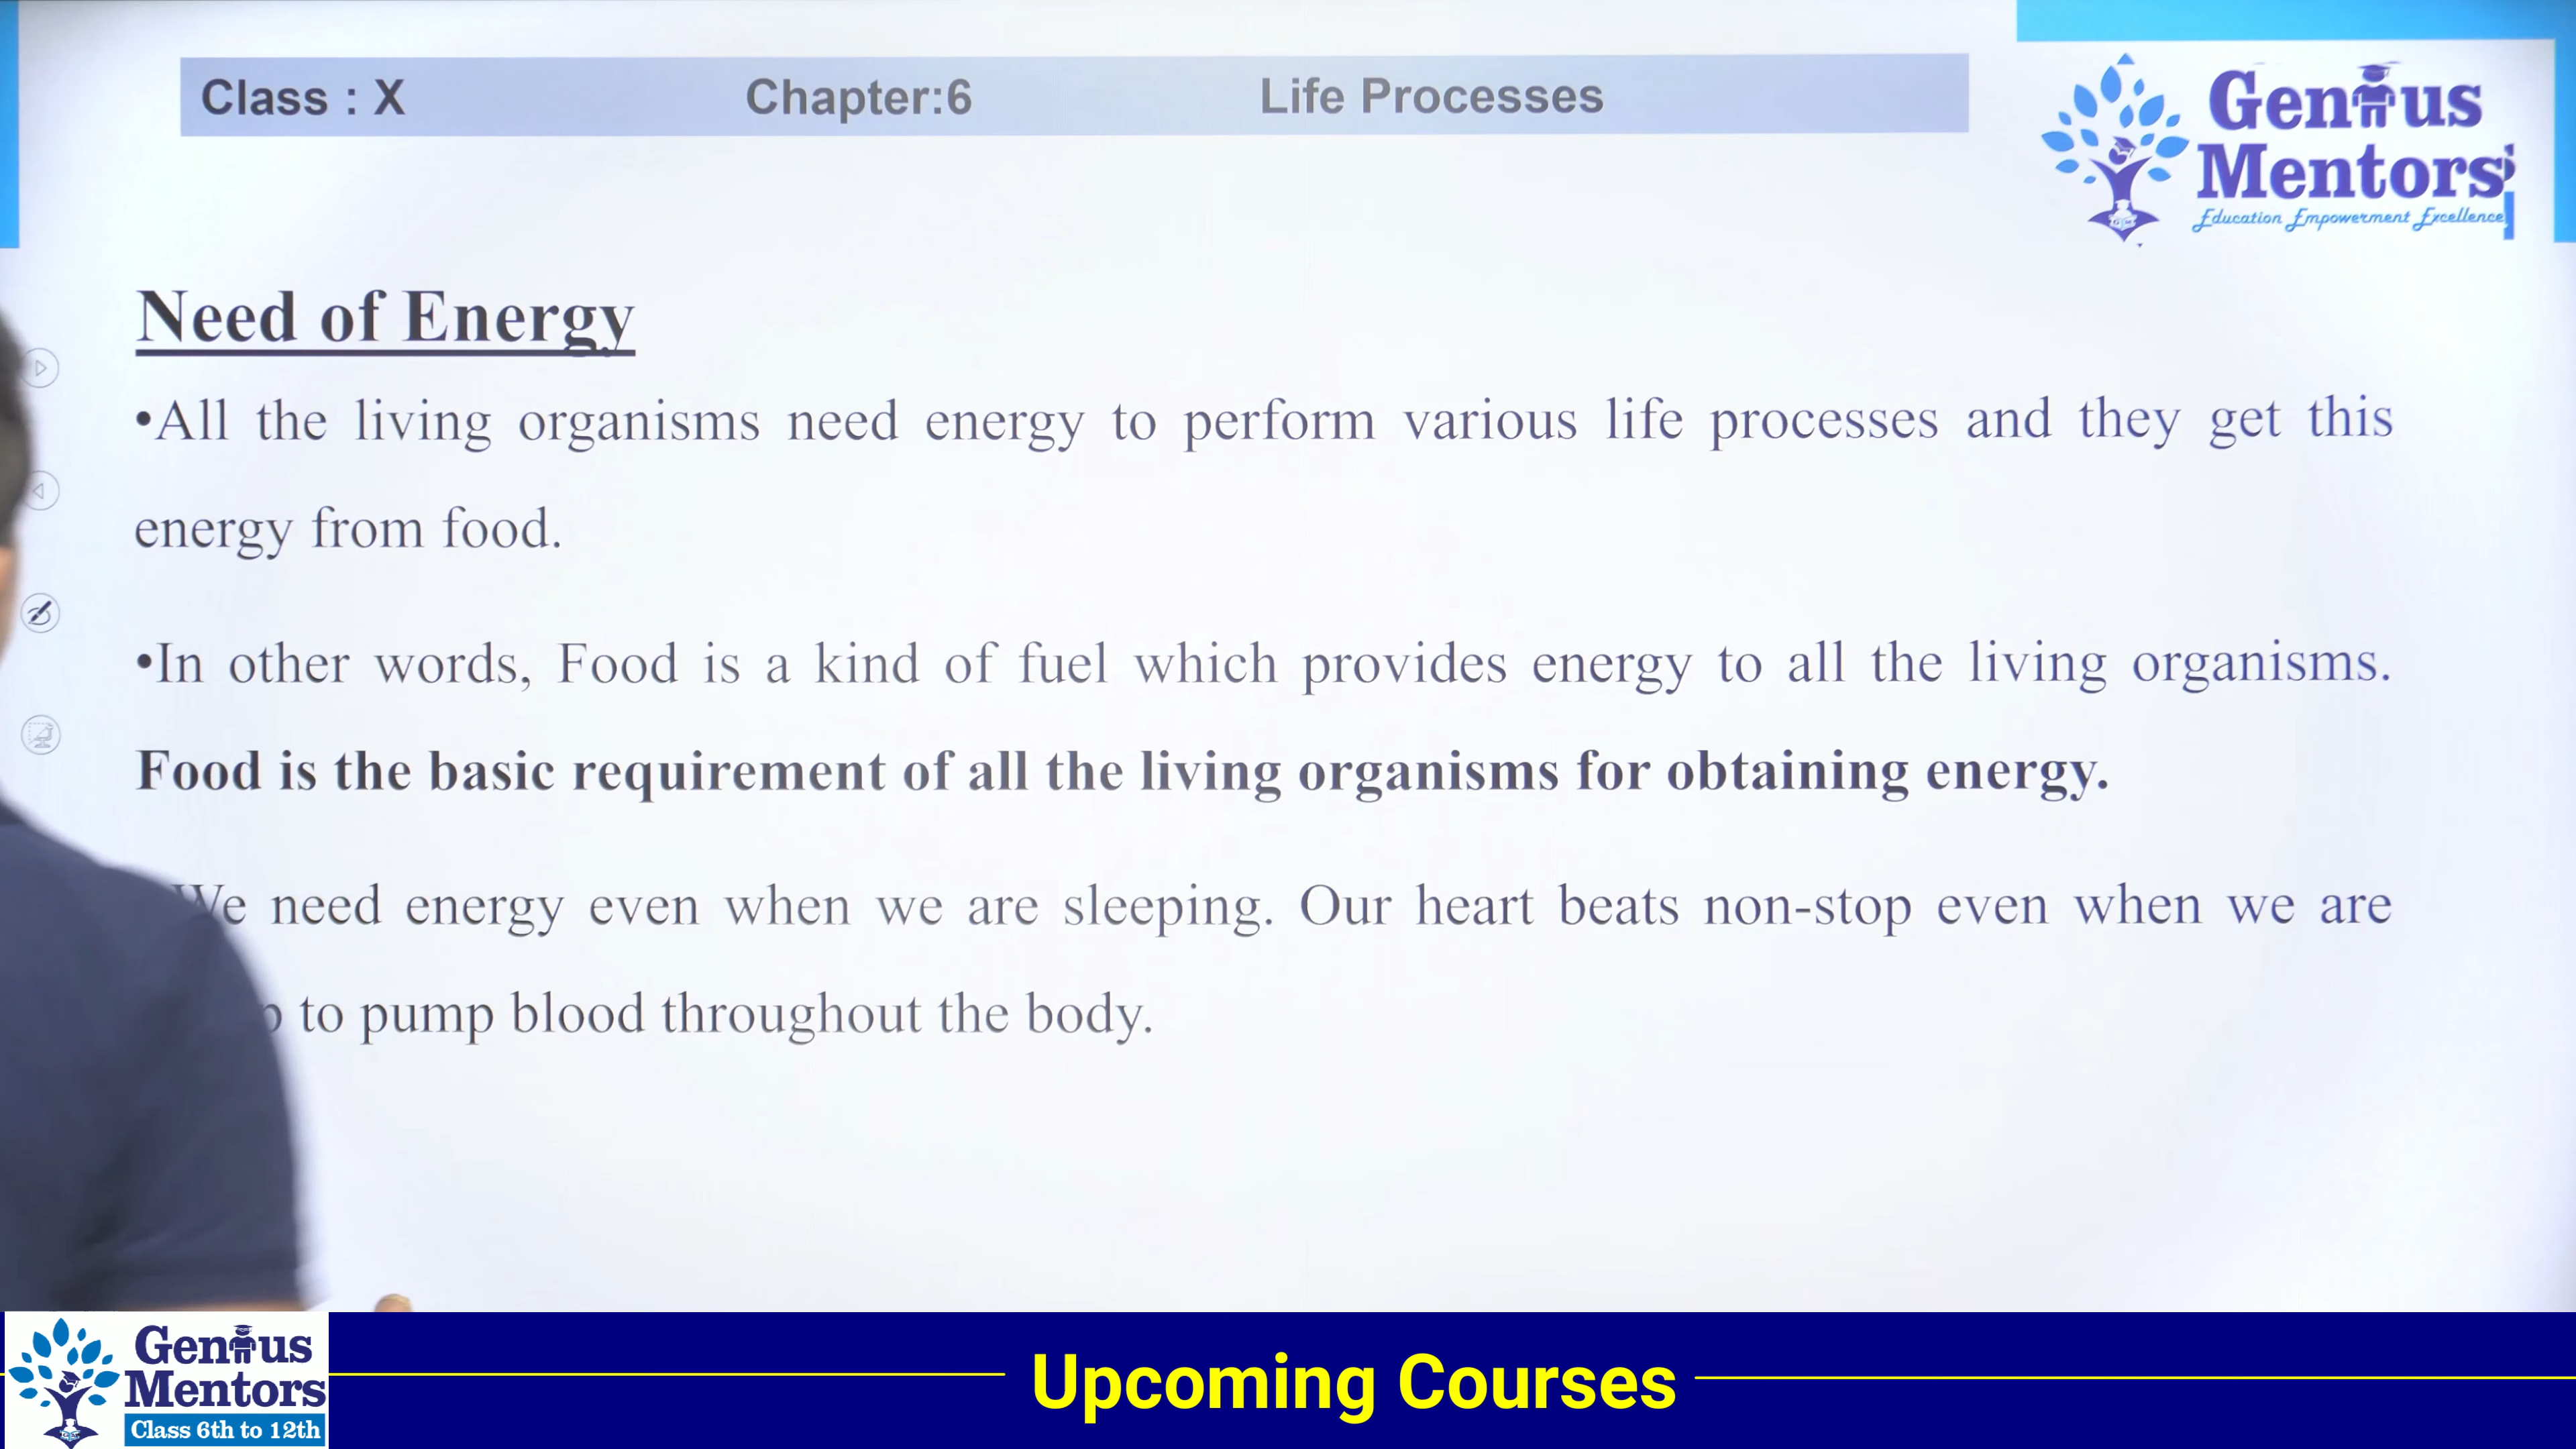 Class : X Chapter:6 Life Processes
Genius
Mentors
Education Empowerment Excellence
Need of Energy
•All the living organisms need energy to perform various life processes and they get this
energy from food.
•In other words, Food is a kind of fuel which provides energy to all the living organisms.
Food is the basic requirement of all the living organisms for obtaining energy.
We need energy even when we are sleeping. Our heart beats non-stop even when we are
to pump blood throughout the body.
Genius
Mentors
Class 6th to 12th
Upcoming Courses